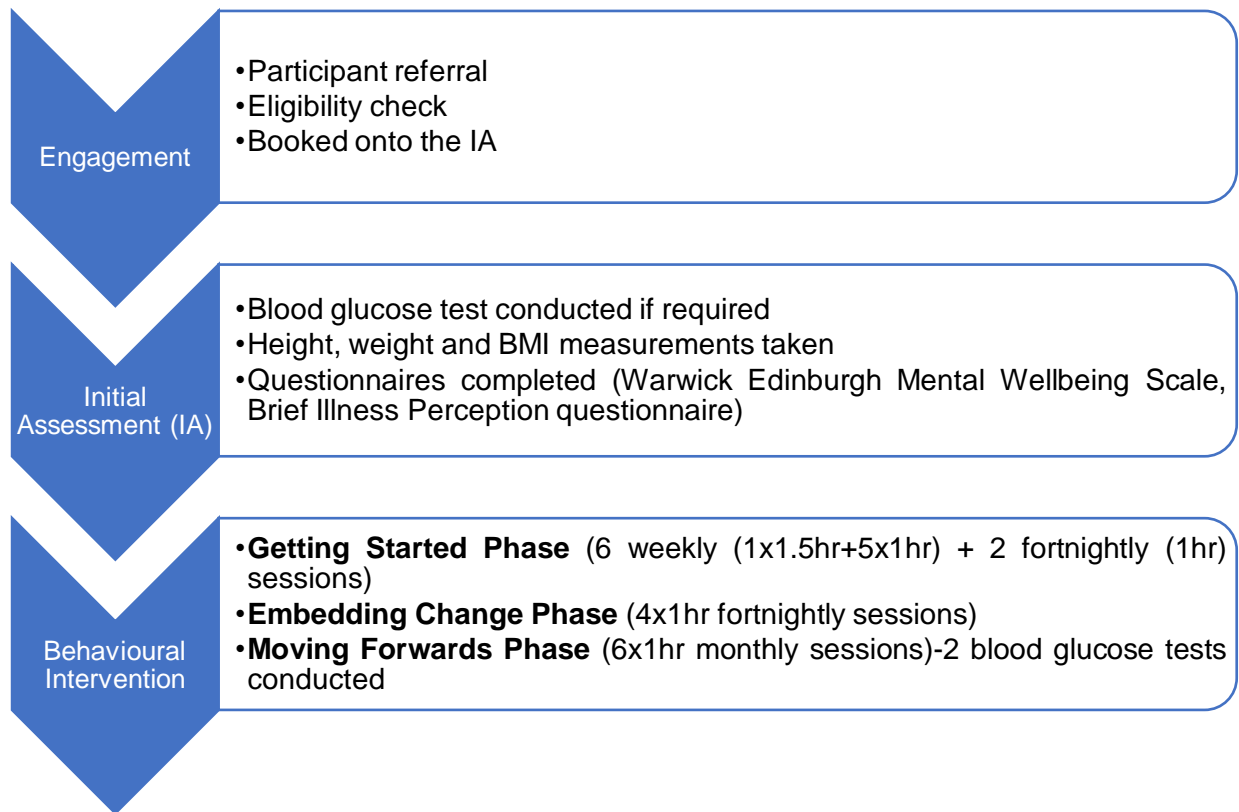 Engagement
•Participant referral
•Eligibility check
•Booked onto the IA
Initial
Assessment (IA)
•Blood glucose test conducted if required
•Height, weight and BMI measurements taken
•Questionnaires completed (Warwick Edinburgh Mental Wellbeing Scale,
Brief Illness Perception questionnaire)
Behavioural
Intervention
•Getting Started Phase (6 weekly (1x1.5hr+5x1hr) + 2 fortnightly (1hr)
sessions)
•Embedding Change Phase (4x1hr fortnightly sessions)
•Moving Forwards Phase (6x1hr monthly sessions)-2 blood glucose tests
conducted